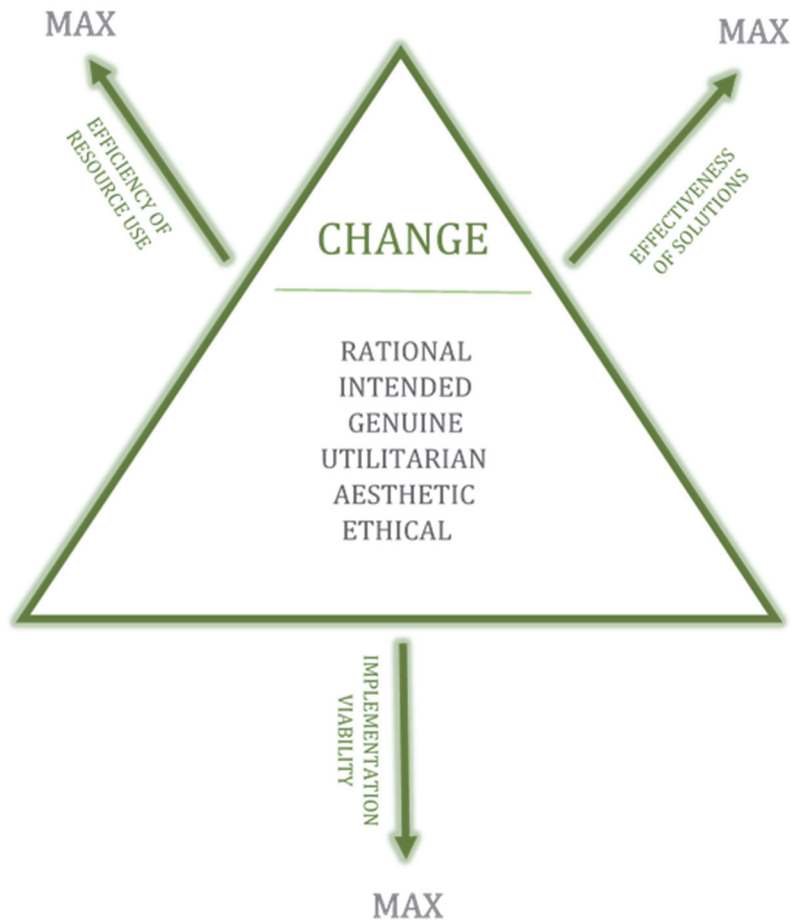 MAX
MAX
EFFICIENCY OF
RESOURCE USE
EFFECTIVENESS
OF SOLUTIONS
CHANGE
RATIONAL
INTENDED
GENUINE
UTILITARIAN
AESTHETIC
ETHICAL
IMPLEMENTATION
VIABILITY
MAX